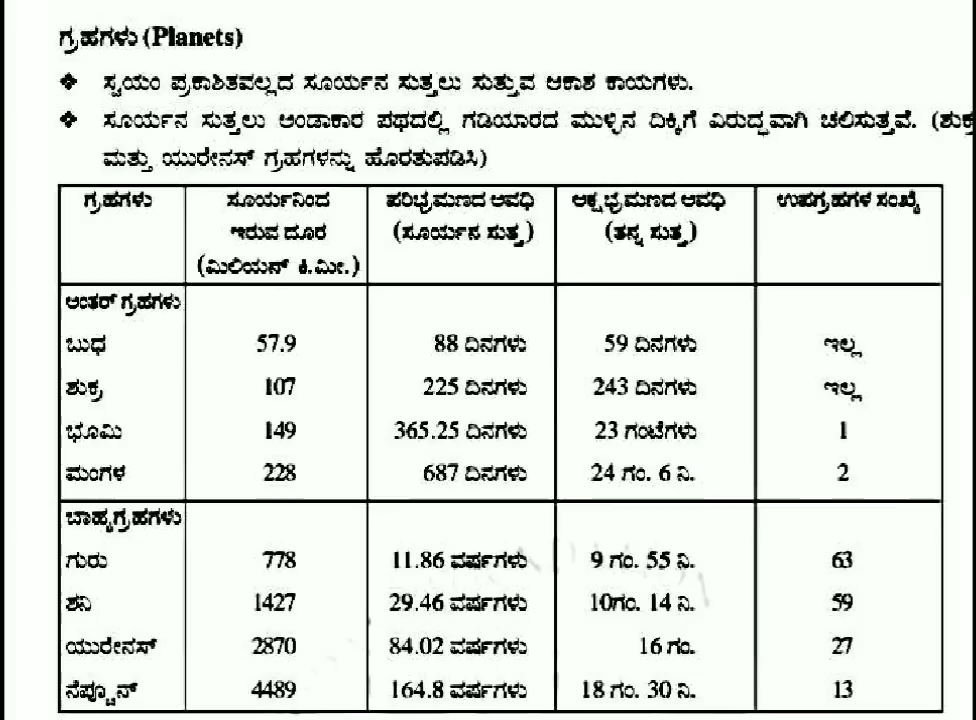 ಗ್ರಹಗಳು (Planets)
❖ ಸ್ವಯಂ ಪ್ರಕಾಶಿತವಲ್ಲದ ಸೂರ್ಯನ ಸುತ್ತಲು ಸುತ್ತುವ ಆಕಾಶ ಕಾಯಗಳು.
❖ ಸೂರ್ಯನ ಸುತ್ತಲು ಅಂಡಾಕಾರ ಪಥದಲ್ಲಿ ಗಡಿಯಾರದ ಮುಳ್ಳಿನ ದಿಕ್ಕಿಗೆ ವಿರುದ್ಧವಾಗಿ ಚಲಿಸುತ್ತವೆ. (ಶುಕ್ರ
ಮತ್ತು ಯುರೇನಸ್ ಗ್ರಹಗಳನ್ನು ಹೊರತುಪಡಿಸಿ)
ಗ್ರಹಗಳು ಸೂರ್ಯನಿಂದ ಪರಿಭ್ರಮಣದ ಅವಧಿ ಅಕ್ಷಭ್ರಮಣದ ಅವಧಿ ಉಪಗ್ರಹಗಳ ಸಂಖ್ಯೆ
ಇರುವ ದೂರ (ಸೂರ್ಯನ ಸುತ್ತ) (ತನ್ನ ಸುತ್ತ)
(ಮಿಲಿಯನ್ ಕಿ.ಮೀ.)
ಅಂತರ್ ಗ್ರಹಗಳು
ಬುಧ 57.9 88 ದಿನಗಳು 59 ದಿನಗಳು ಇಲ್ಲ
ಶುಕ್ರ 107 225 ದಿನಗಳು 243 ದಿನಗಳು ಇಲ್ಲ
ಭೂಮಿ 149 365.25 ದಿನಗಳು 23 ಗಂಟೆಗಳು 1
ಮಂಗಳ 228 687 ದಿನಗಳು 24 ಗಂ. 6 ನಿ. 2
ಬಾಹ್ಯಗ್ರಹಗಳು
ಗುರು 778 11.86 ವರ್ಷಗಳು 9 ಗಂ. 55 ನಿ. 63
ಶನಿ 1427 29.46 ವರ್ಷಗಳು 10ಗಂ. 14 ನಿ. 59
ಯುರೇನಸ್ 2870 84.02 ವರ್ಷಗಳು 16 ಗಂ. 27
ನೆಪ್ಚೂನ್ 4489 164.8 ವರ್ಷಗಳು 18 ಗಂ. 30 ನಿ. 13